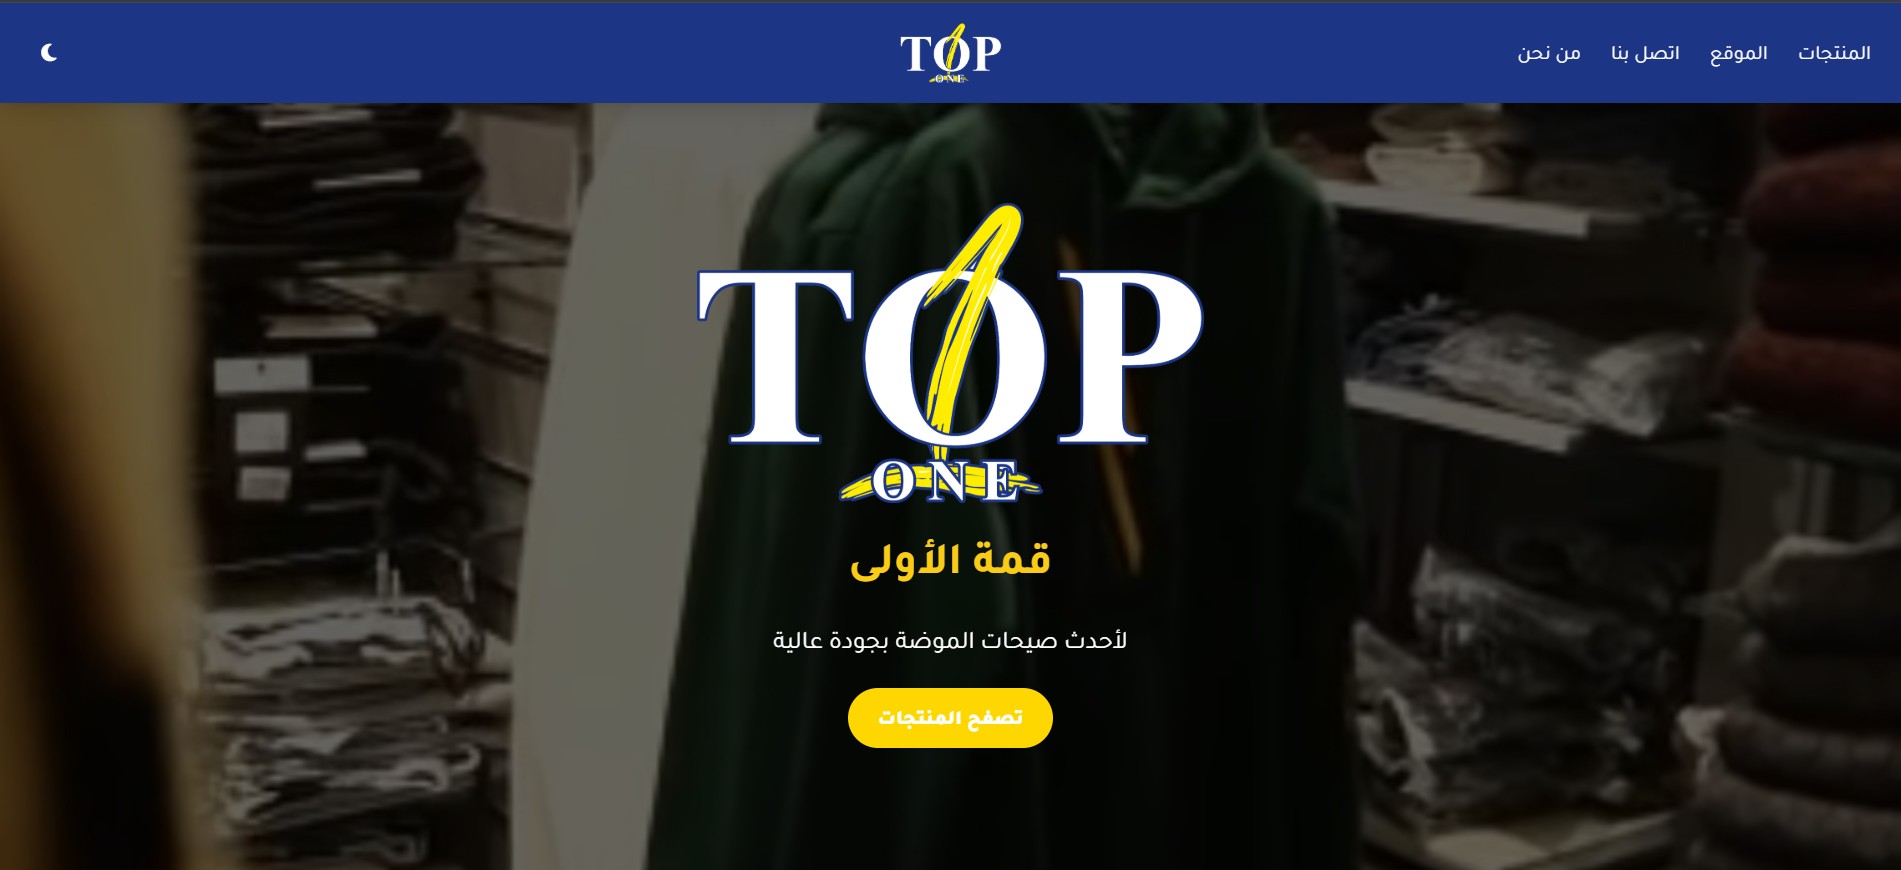 المنتجات
الموقع
اتصل بنا
من نحن
TOP
ONE
TOP
ONE
قمة الأولى
لأحدث صيحات الموضة بجودة عالية
تصفح المنتجات